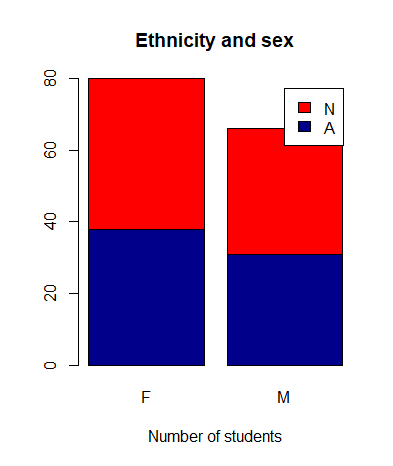 Ethnicity and sex
80
60
40
20
0
N
A
F M
Number of students